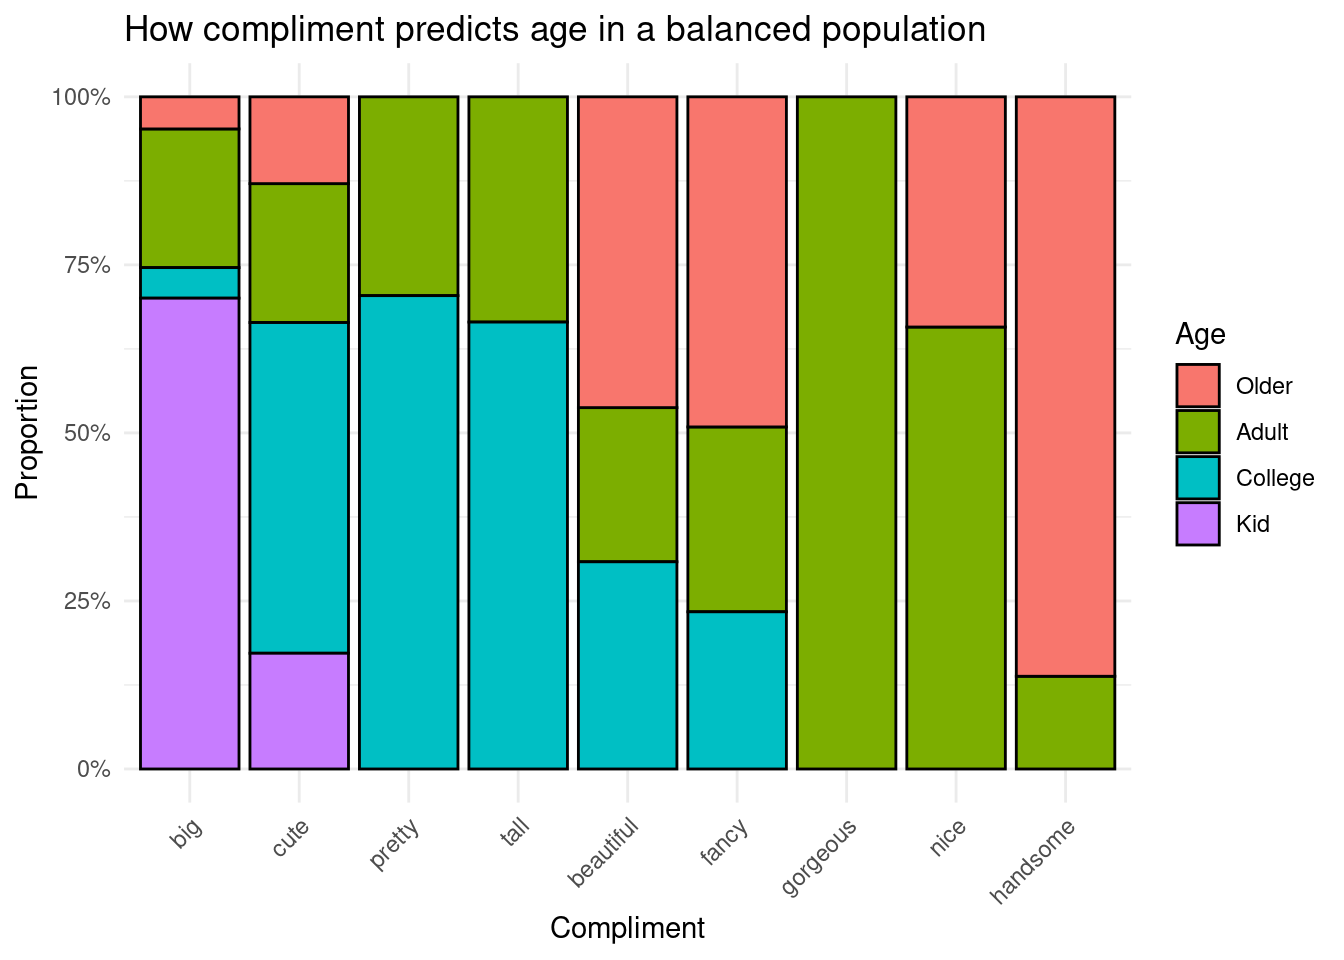 How compliment predicts age in a balanced population
100%
75%
50%
25%
0%
Proportion
big
cute
pretty
tall
beautiful
fancy
gorgeous
nice
handsome
Compliment
Age
Older
Adult
College
Kid